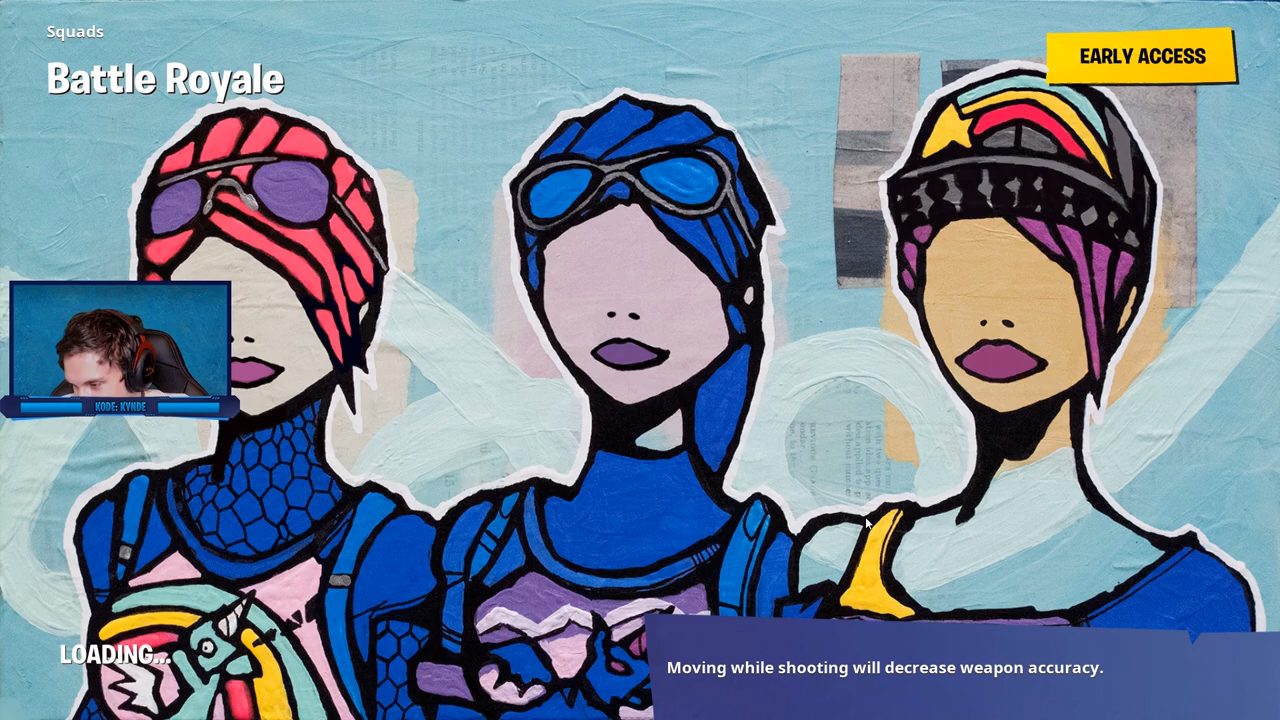 Squads
Battle Royale
EARLY ACCESS
KODE: KYNDE
LOADING...
Moving while shooting will decrease weapon accuracy.